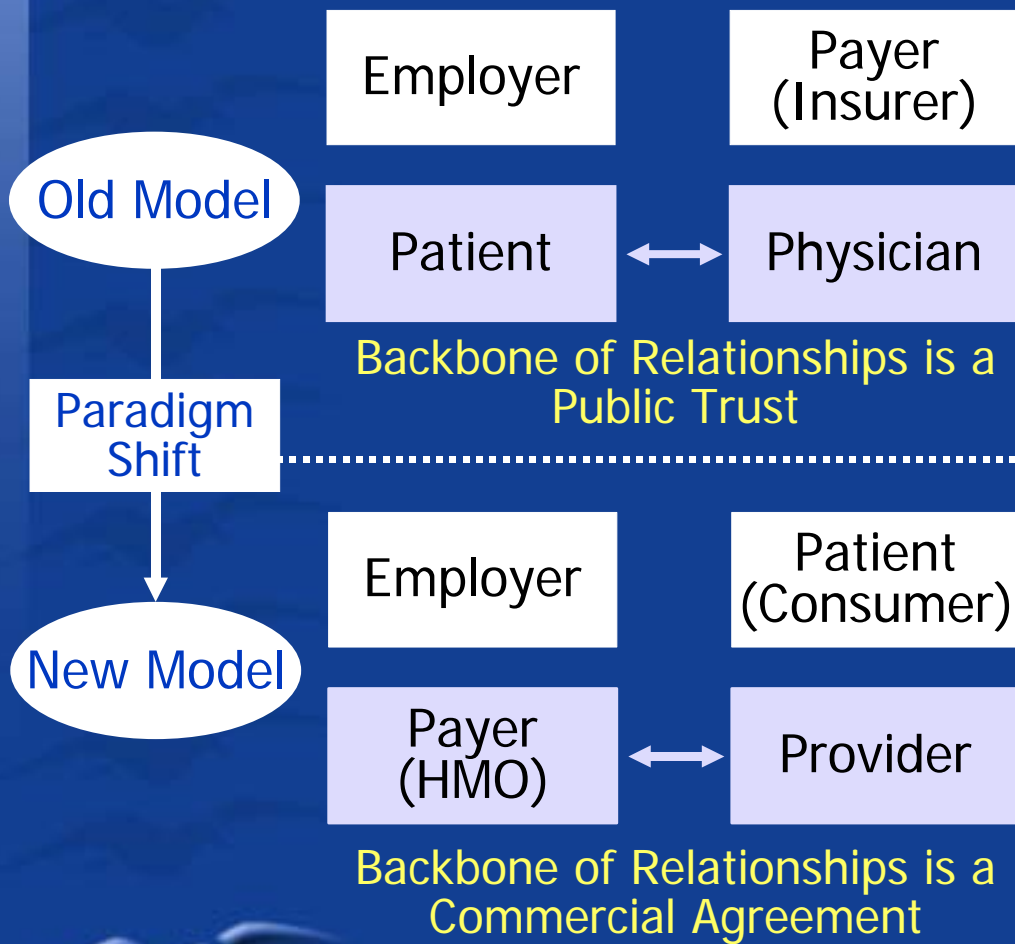 Employer
Payer
(Insurer)
Old Model
Patient
Physician
Backbone of Relationships is a
Public Trust
Paradigm
Shift
Employer
Patient
(Consumer)
New Model
Payer
(HMO)
Provider
Backbone of Relationships is a
Commercial Agreement